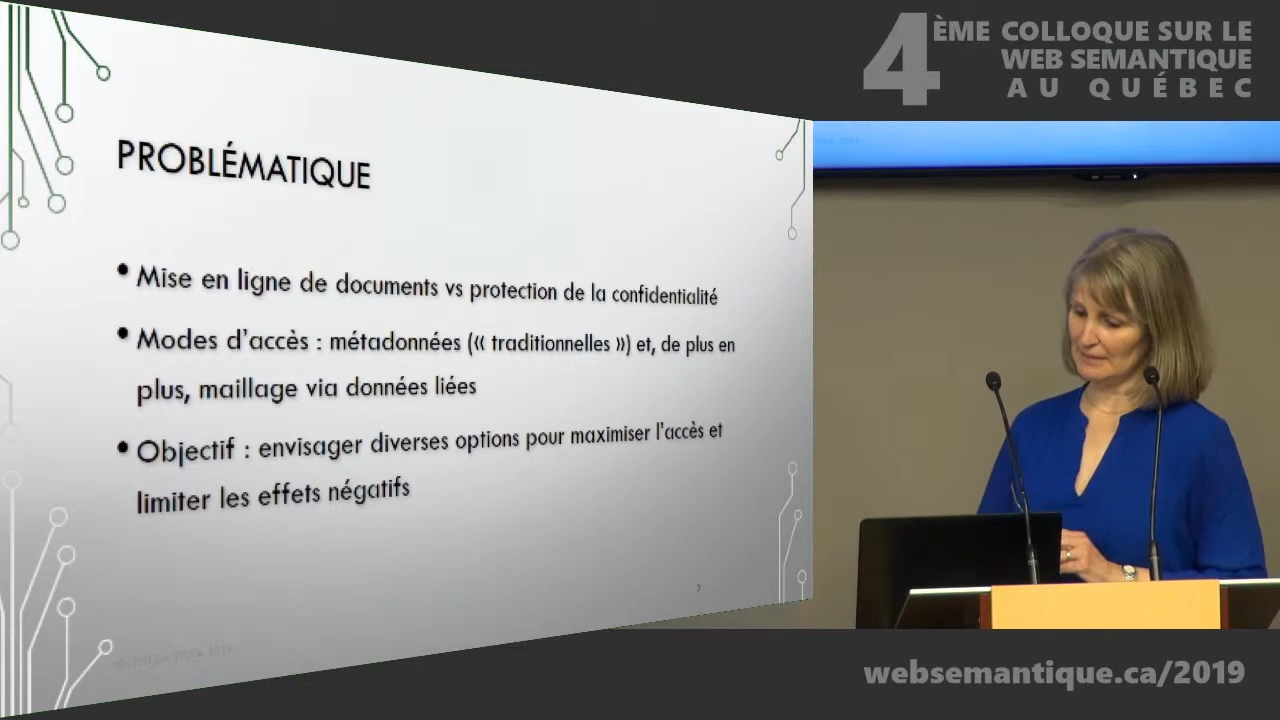 4ÈME COLLOQUE SUR LE
WEB SEMANTIQUE
AU QUÉBEC
PROBLÉMATIQUE
• Mise en ligne de documents vs protection de la confidentialité
• Modes d'accès : métadonnées (« traditionnelles ») et, de plus en
plus, maillage via données liées
• Objectif : envisager diverses options pour maximiser l'accès et
limiter les effets négatifs
2019
websemantique.ca/2019